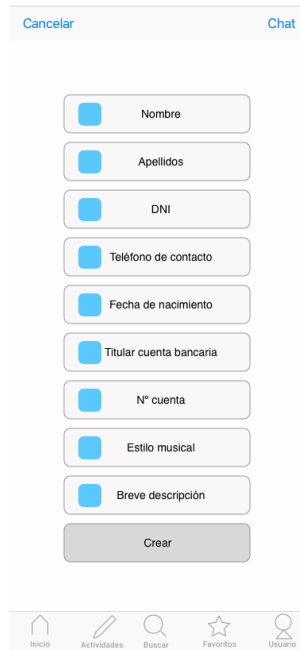 Cancelar Chat
Nombre
Apellidos
DNI
Teléfono de contacto
Fecha de nacimiento
Titular cuenta bancaria
Nº cuenta
Estilo musical
Breve descripción
Crear
Inicio Actividades Buscar Favoritos Usuario